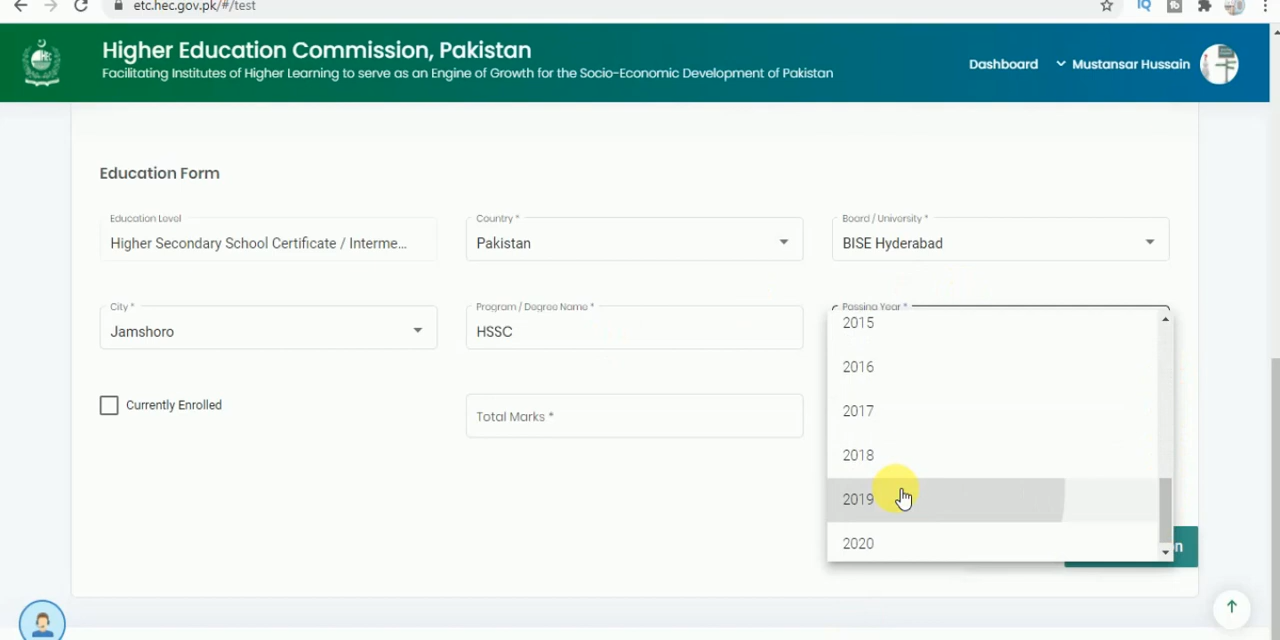 etc.hec.gov.pk/#/test
Higher Education Commission, Pakistan
Facilitating Institutes of Higher Learning to serve as an Engine of Growth for the Socio-Economic Development of Pakistan
Dashboard
Mustansar Hussain
Education Form
Education Level
Country *
Board / University *
Higher Secondary School Certificate / Interme...
Pakistan
BISE Hyderabad
City *
Program / Degree Name *
Passing Year *
Jamshoro
HSSC
2015
2016
2017
2018
2019
2020
Currently Enrolled
Total Marks *